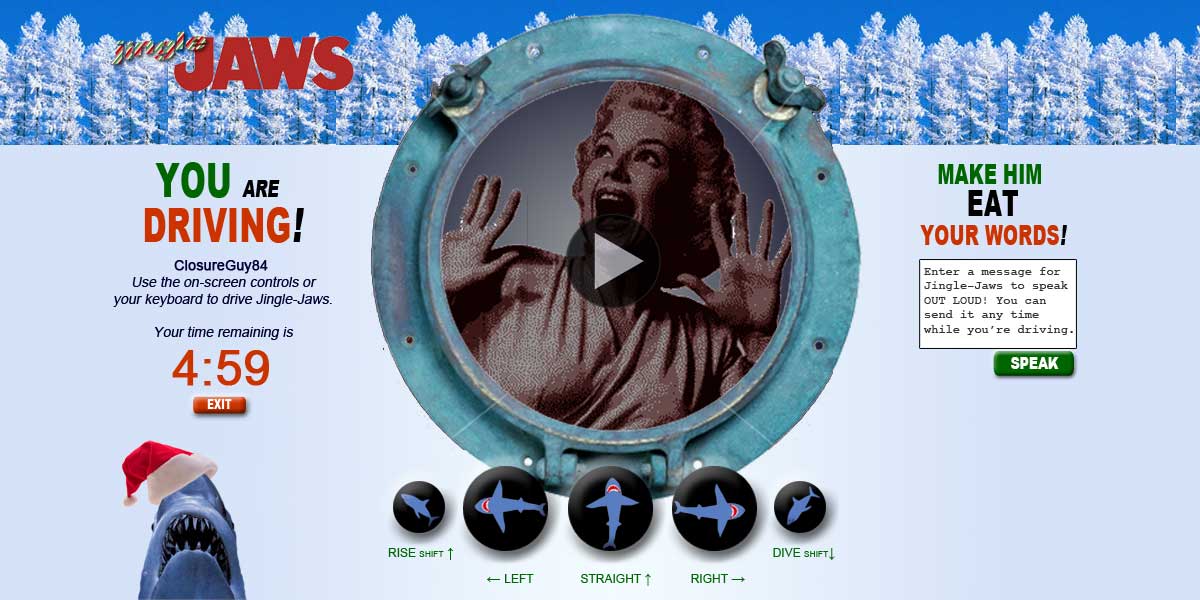 Jingle
JAWS
YOU ARE
DRIVING!
ClosureGuy84
Use the on-screen controls or
your keyboard to drive Jingle-Jaws.
Your time remaining is
4:59
EXIT
MAKE HIM
EAT
YOUR WORDS!
Enter a message for
Jingle-Jaws to speak
OUT LOUD! You can
send it any time
while you’re driving.
SPEAK
RISE SHIFT ↑
← LEFT
STRAIGHT ↑
RIGHT →
DIVE SHIFT↓